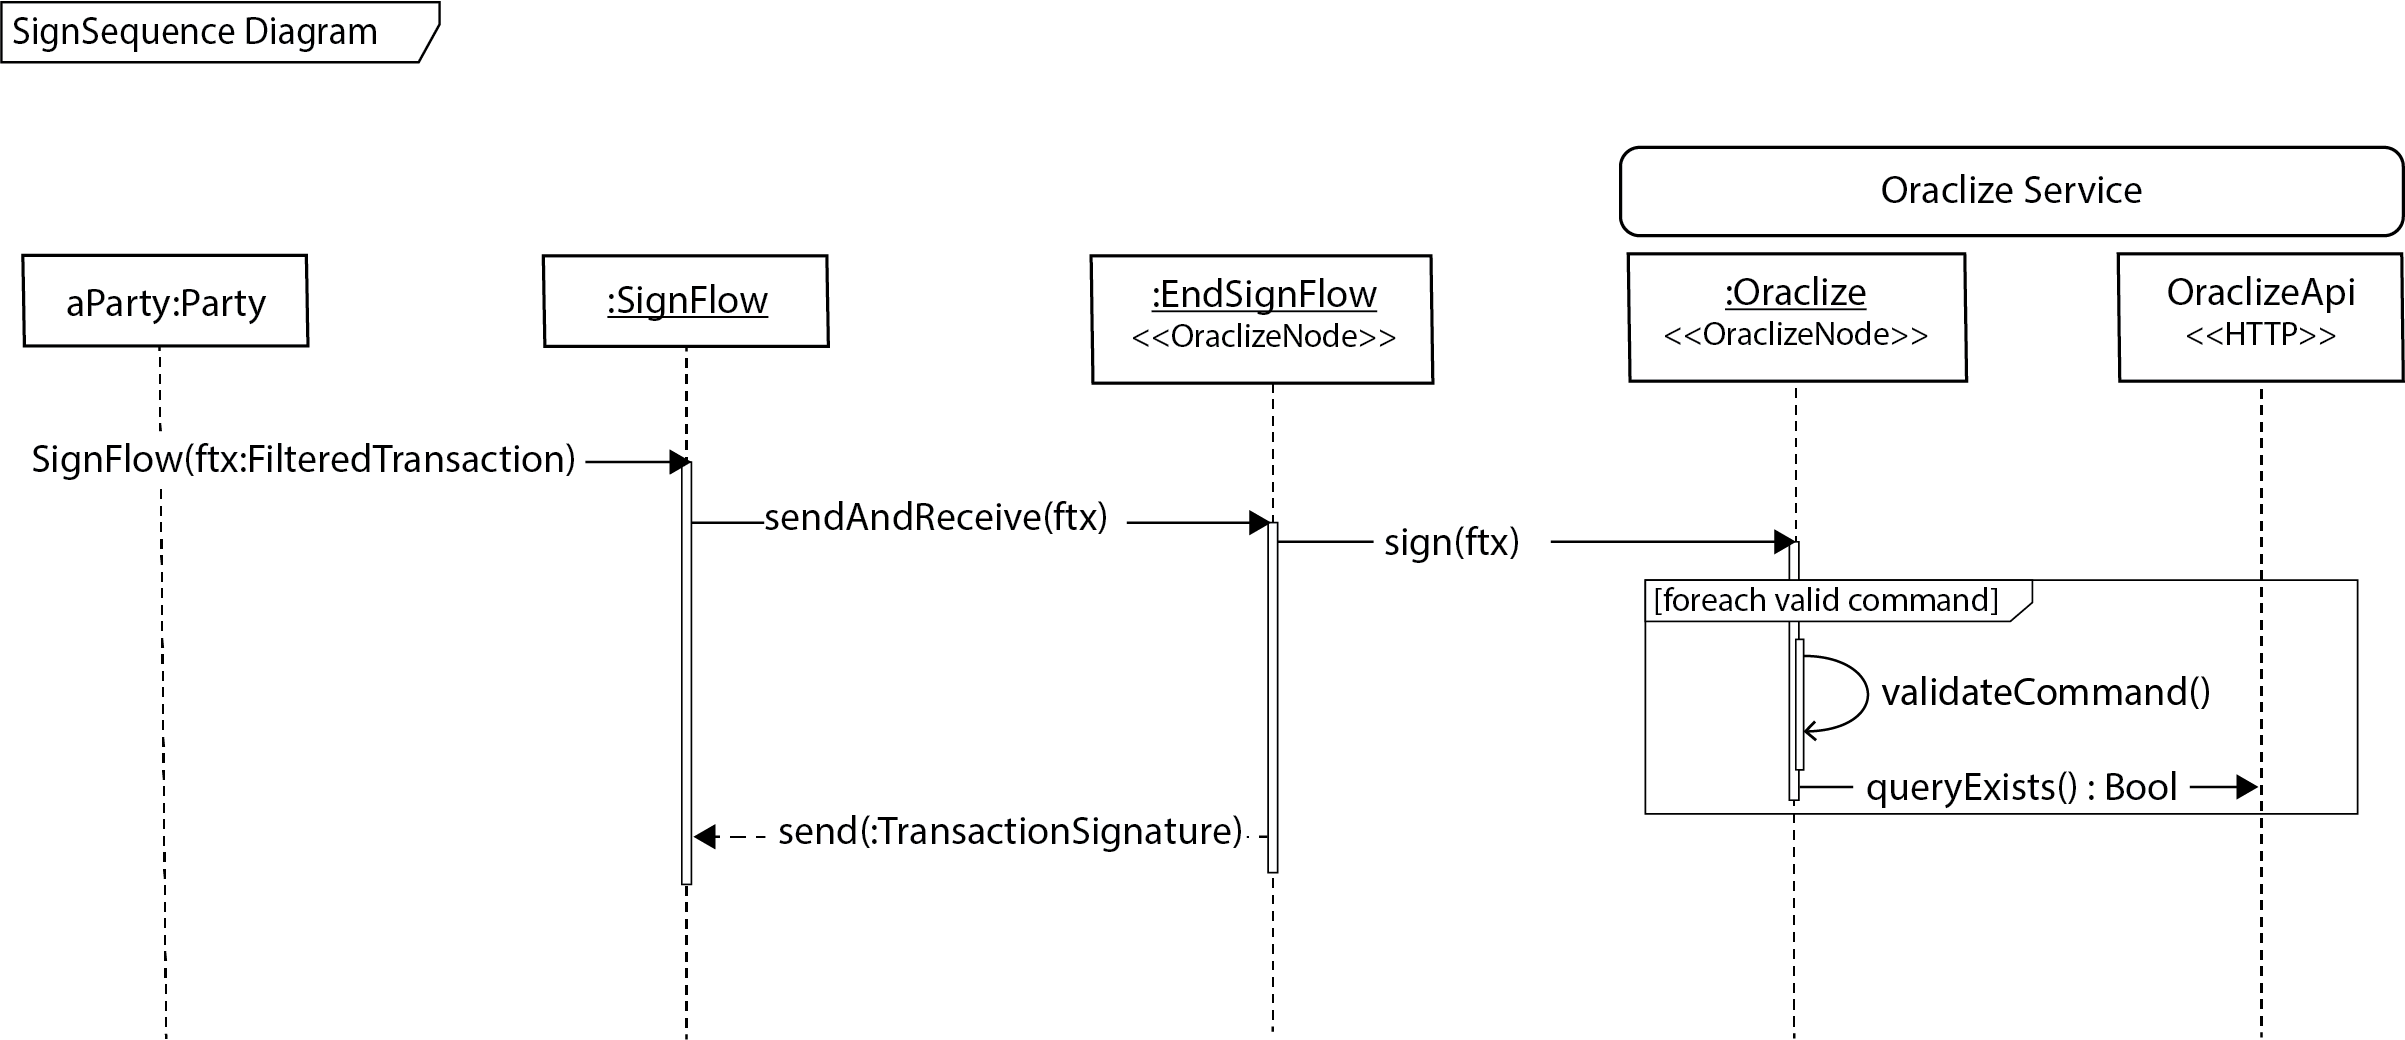 SignSequence Diagram
Oraclize Service
aParty:Party
:SignFlow
:EndSignFlow
<<OraclizeNode>>
:Oraclize
<<OraclizeNode>>
OraclizeApi
<<HTTP>>
SignFlow(ftx:FilteredTransaction)
sendAndReceive(ftx)
sign(ftx)
[foreach valid command]
validateCommand()
queryExists() : Bool
send(:TransactionSignature)